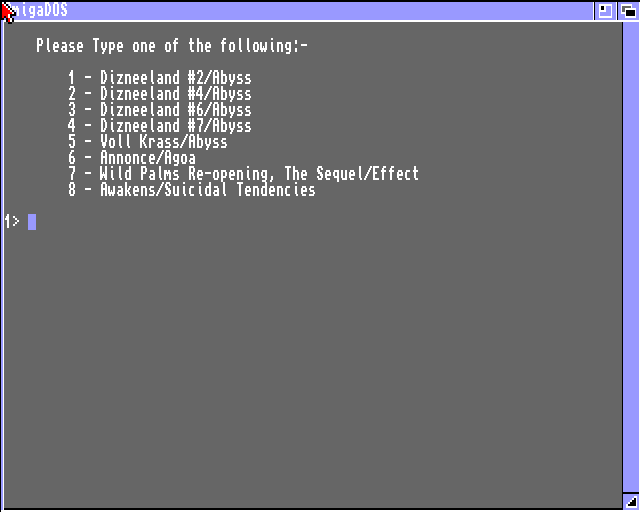 migaDOS
Please Type one of the following:-
1 - Dizneeland #2/Abyss
2 - Dizneeland #4/Abyss
3 - Dizneeland #6/Abyss
4 - Dizneeland #7/Abyss
5 - Voll Krass/Abyss
6 - Annonce/Agoa
7 - Wild Palms Re-opening, The Sequel/Effect
8 - Awakens/Suicidal Tendencies
1>